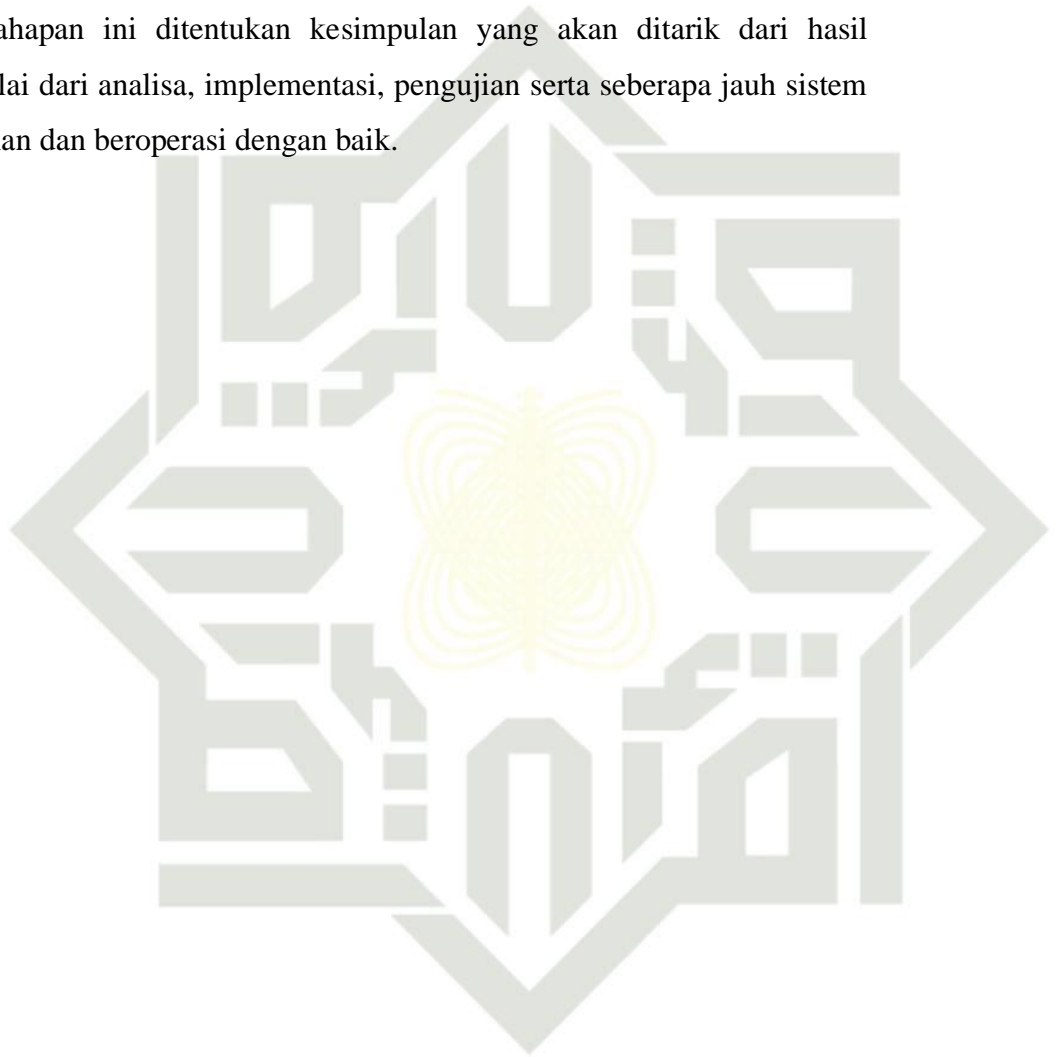 ahapan ini ditentukan kesimpulan yang akan ditarik dari hasil
lai dari analisa, implementasi, pengujian serta seberapa jauh sistem
an dan beroperasi dengan baik.